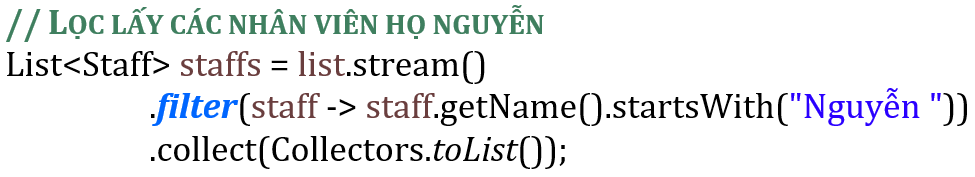 // LỌC LẤY CÁC NHÂN VIÊN HỌ NGUYỄN
List<Staff> staffs = list.stream()
.filter(staff -> staff.getName().startsWith("Nguyễn "))
.collect(Collectors.toList());